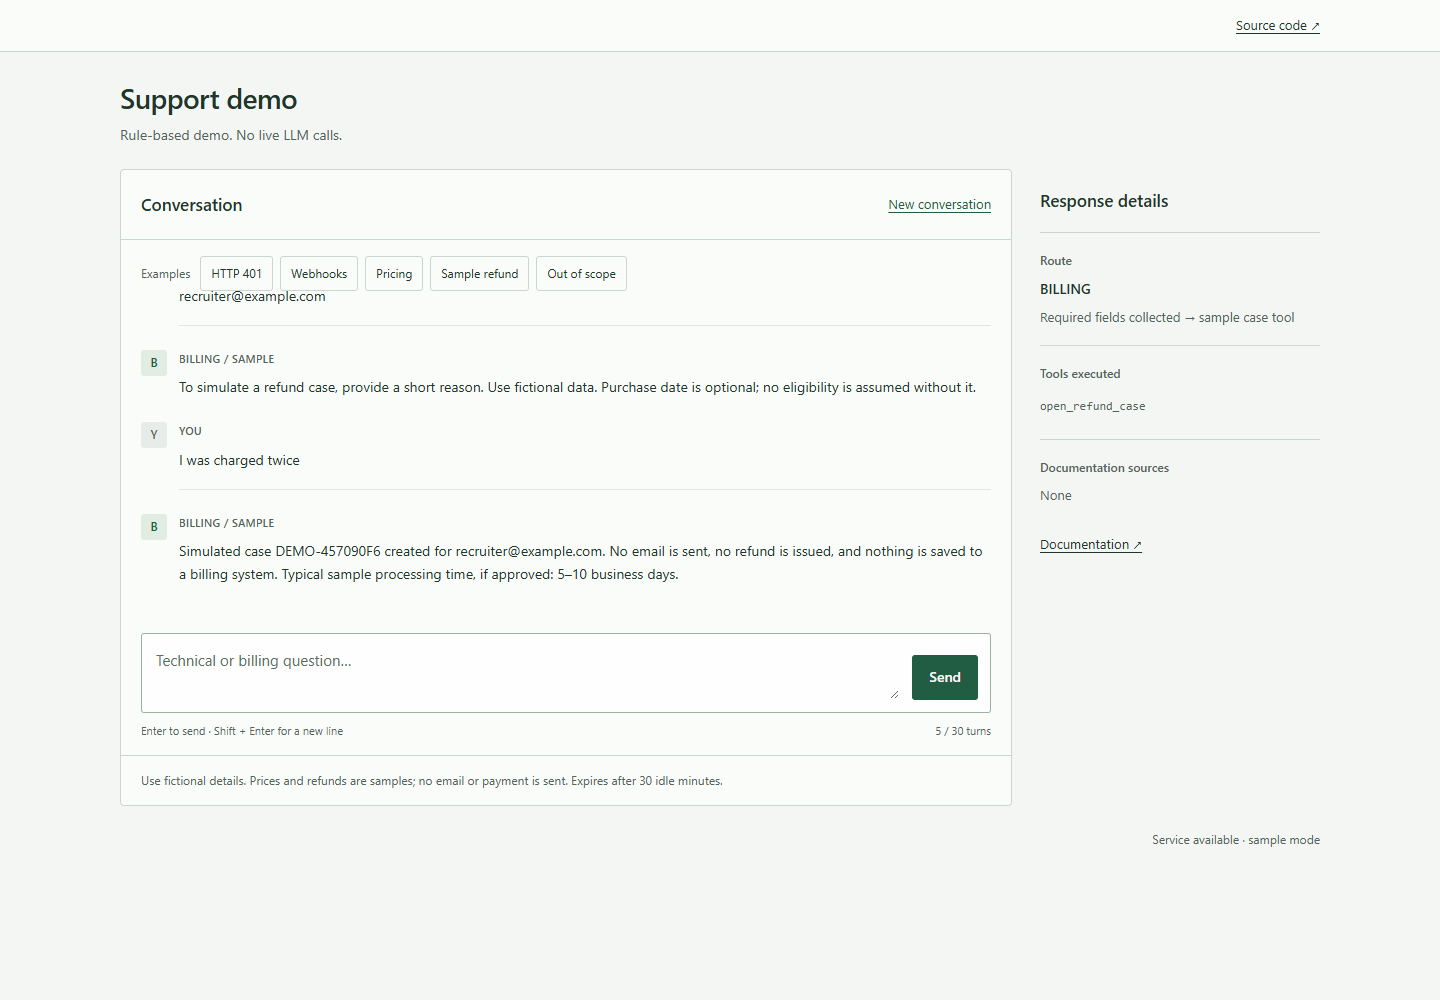 Source code ↗
Support demo
Rule-based demo. No live LLM calls.
Conversation
New conversation
Examples
HTTP 401
Webhooks
Pricing
Sample refund
Out of scope
recruiter@example.com
B
BILLING / SAMPLE
To simulate a refund case, provide a short reason. Use fictional data. Purchase date is optional; no eligibility is assumed without it.
Y
YOU
I was charged twice
B
BILLING / SAMPLE
Simulated case DEMO-457090F6 created for recruiter@example.com. No email is sent, no refund is issued, and nothing is saved to
a billing system. Typical sample processing time, if approved: 5–10 business days.
Technical or billing question...
Send
Enter to send · Shift + Enter for a new line
5 / 30 turns
Use fictional details. Prices and refunds are samples; no email or payment is sent. Expires after 30 idle minutes.
Response details
Route
BILLING
Required fields collected → sample case tool
Tools executed
open_refund_case
Documentation sources
None
Documentation ↗
Service available · sample mode